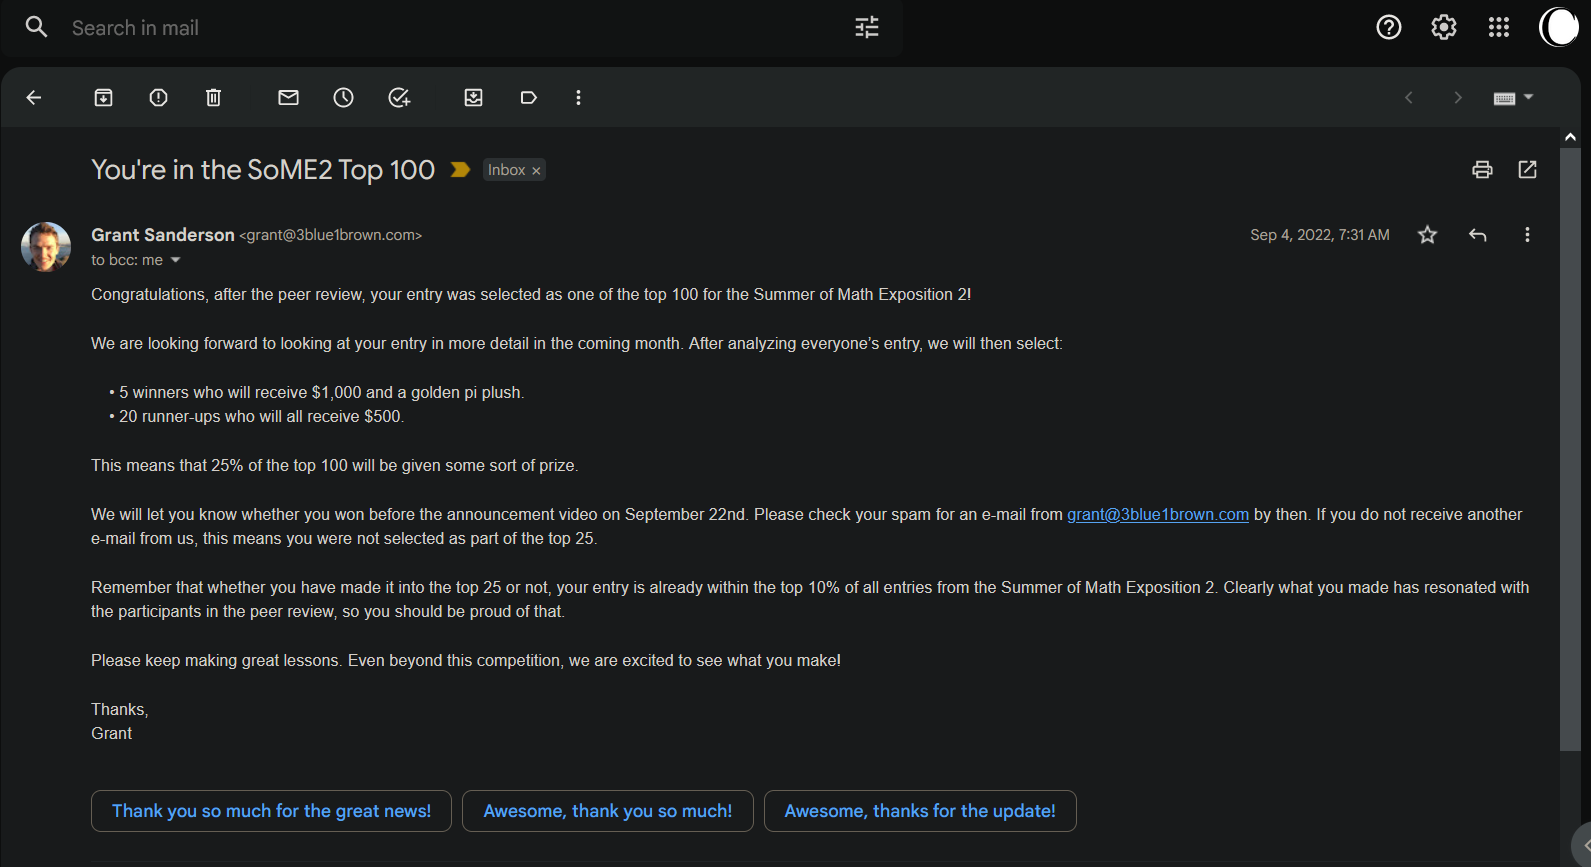 Search in mail
You're in the SoME2 Top 100
Inbox ×
Grant Sanderson <grant@3blue1brown.com>
Sep 4, 2022, 7:31 AM
to bcc: me
Congratulations, after the peer review, your entry was selected as one of the top 100 for the Summer of Math Exposition 2!
We are looking forward to looking at your entry in more detail in the coming month. After analyzing everyone’s entry, we will then select:
• 5 winners who will receive $1,000 and a golden pi plush.
• 20 runner-ups who will all receive $500.
This means that 25% of the top 100 will be given some sort of prize.
We will let you know whether you won before the announcement video on September 22nd. Please check your spam for an e-mail from grant@3blue1brown.com by then. If you do not receive another
e-mail from us, this means you were not selected as part of the top 25.
Remember that whether you have made it into the top 25 or not, your entry is already within the top 10% of all entries from the Summer of Math Exposition 2. Clearly what you made has resonated with
the participants in the peer review, so you should be proud of that.
Please keep making great lessons. Even beyond this competition, we are excited to see what you make!
Thanks,
Grant
Thank you so much for the great news!
Awesome, thank you so much!
Awesome, thanks for the update!